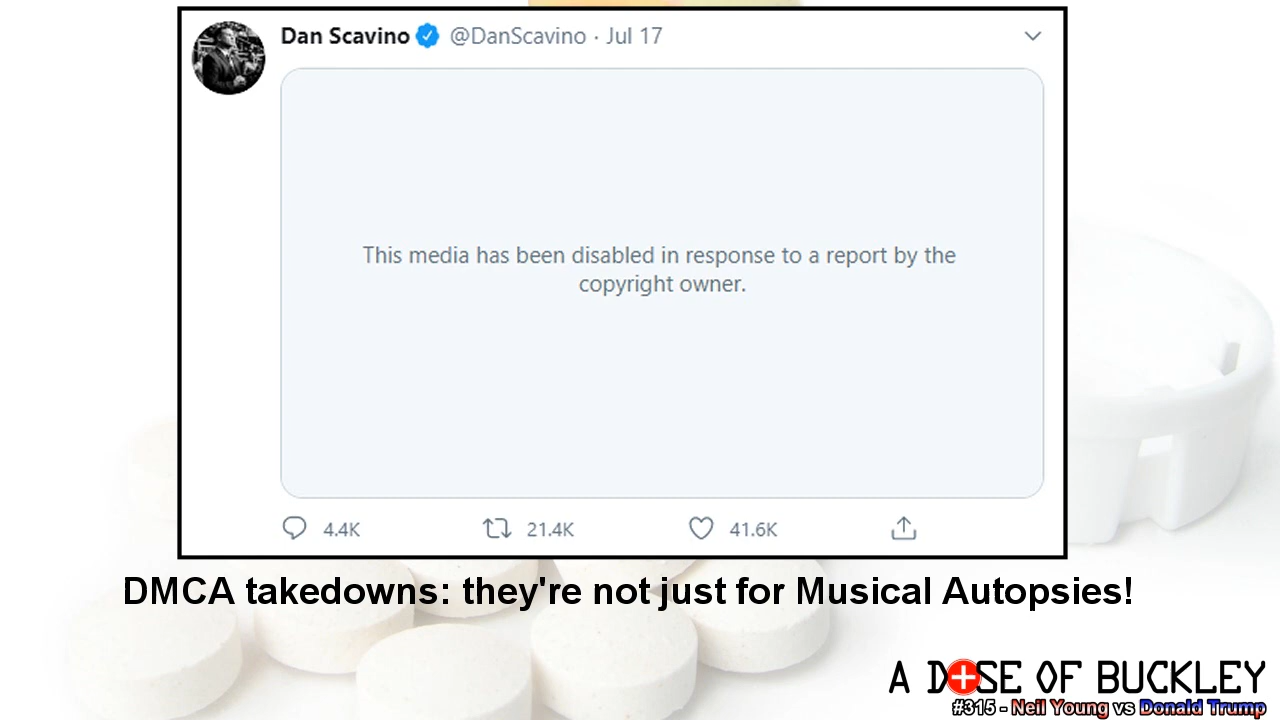 Dan Scavino @DanScavino · Jul 17
This media has been disabled in response to a report by the
copyright owner.
4.4K 21.4K 41.6K
DMCA takedowns: they're not just for Musical Autopsies!
A DOSE OF BUCKLEY
#315 - Neil Young vs Donald Trump